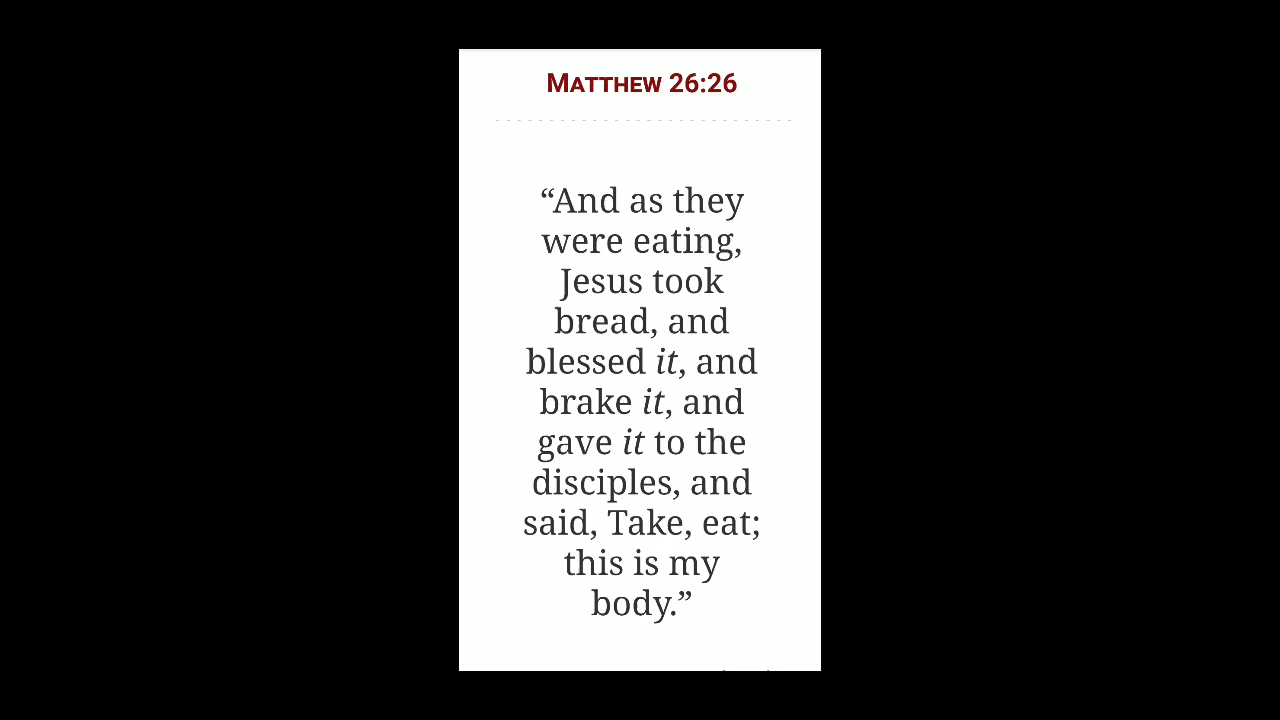 MATTHEW 26:26
“And as they
were eating,
Jesus took
bread, and
blessed it, and
brake it, and
gave it to the
disciples, and
said, Take, eat;
this is my
body.”